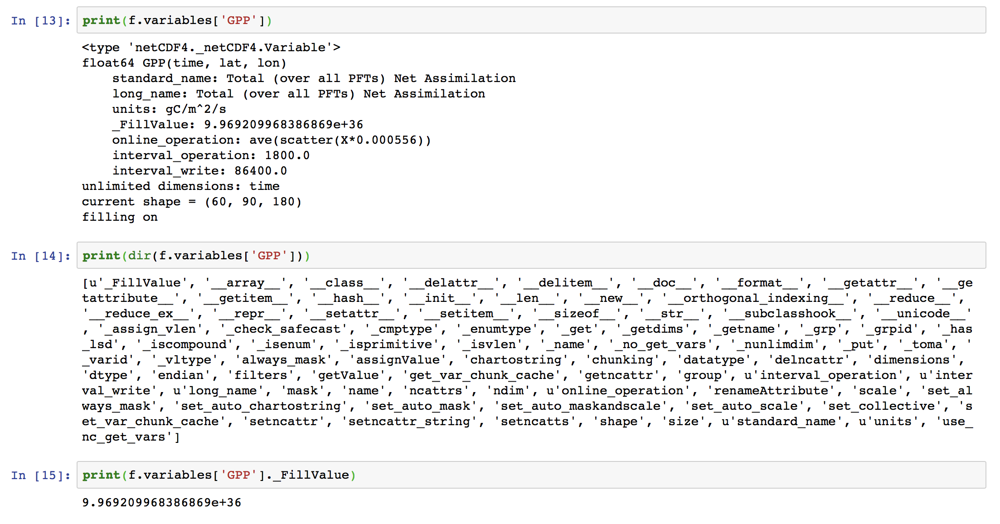 In [13]: print(f.variables['GPP'])
<type 'netCDF4._netCDF4.Variable'>
float64 GPP(time, lat, lon)
    standard_name: Total (over all PFTs) Net Assimilation
    long_name: Total (over all PFTs) Net Assimilation
    units: gC/m^2/s
    _FillValue: 9.969209968386869e+36
    online_operation: ave(scatter(X*0.000556))
    interval_operation: 1800.0
    interval_write: 86400.0
unlimited dimensions: time
current shape = (60, 90, 180)
filling on
In [14]: print(dir(f.variables['GPP']))
[u'_FillValue', '__array__', '__class__', '__delattr__', '__delitem__', '__doc__', '__format__', '__getattr__', '__ge
tattribute__', '__getitem__', '__hash__', '__init__', '__len__', '__new__', '__orthogonal_indexing__', '__reduce__',
'__reduce_ex__', '__repr__', '__setattr__', '__setitem__', '__sizeof__', '__str__', '__subclasshook__', '__unicode__'
, '_assign_vlen', '_check_safecast', '_cmptype', '_enumtype', '_get', '_getdims', '_getname', '_grp', '_grpid', '_has
_lsd', '_iscompound', '_isenum', '_isprimitive', '_isvlen', '_name', '_no_get_vars', '_nunlimdim', '_put', '_toma', '
_varid', '_vltype', 'always_mask', 'assignValue', 'chartostring', 'chunking', 'datatype', 'delncattr', 'dimensions',
'dtype', 'endian', 'filters', 'getValue', 'get_var_chunk_cache', 'getncattr', 'group', u'interval_operation', u'inter
val_write', u'long_name', 'mask', 'name', 'ncattrs', 'ndim', u'online_operation', 'renameAttribute', 'scale', 'set_al
ways_mask', 'set_auto_chartostring', 'set_auto_mask', 'set_auto_maskandscale', 'set_auto_scale', 'set_collective', 's
et_var_chunk_cache', 'setncattr', 'setncattr_string', 'setncatts', 'shape', 'size', u'standard_name', u'units', 'use_
nc_get_vars']
In [15]: print(f.variables['GPP']._FillValue)
9.969209968386869e+36